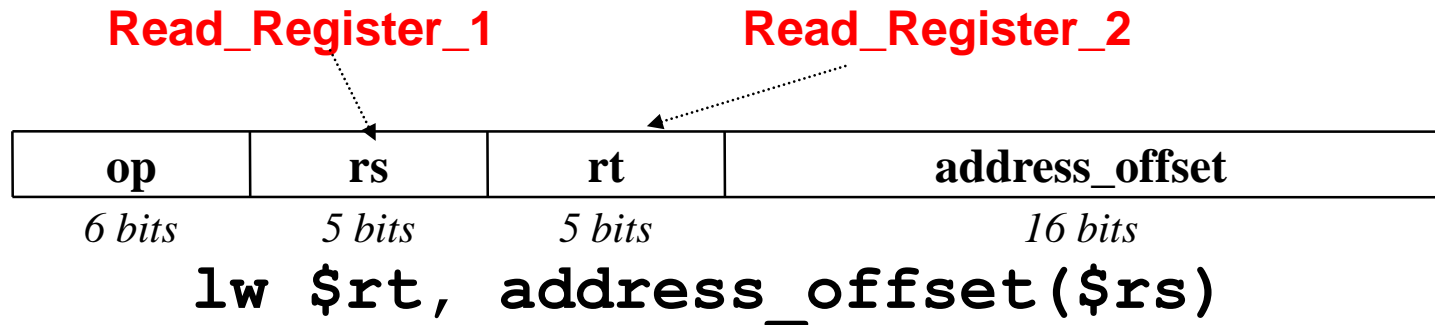 Read_Register_1 Read_Register_2
op rs rt address_offset
6 bits 5 bits 5 bits 16 bits
lw $rt, address_offset($rs)